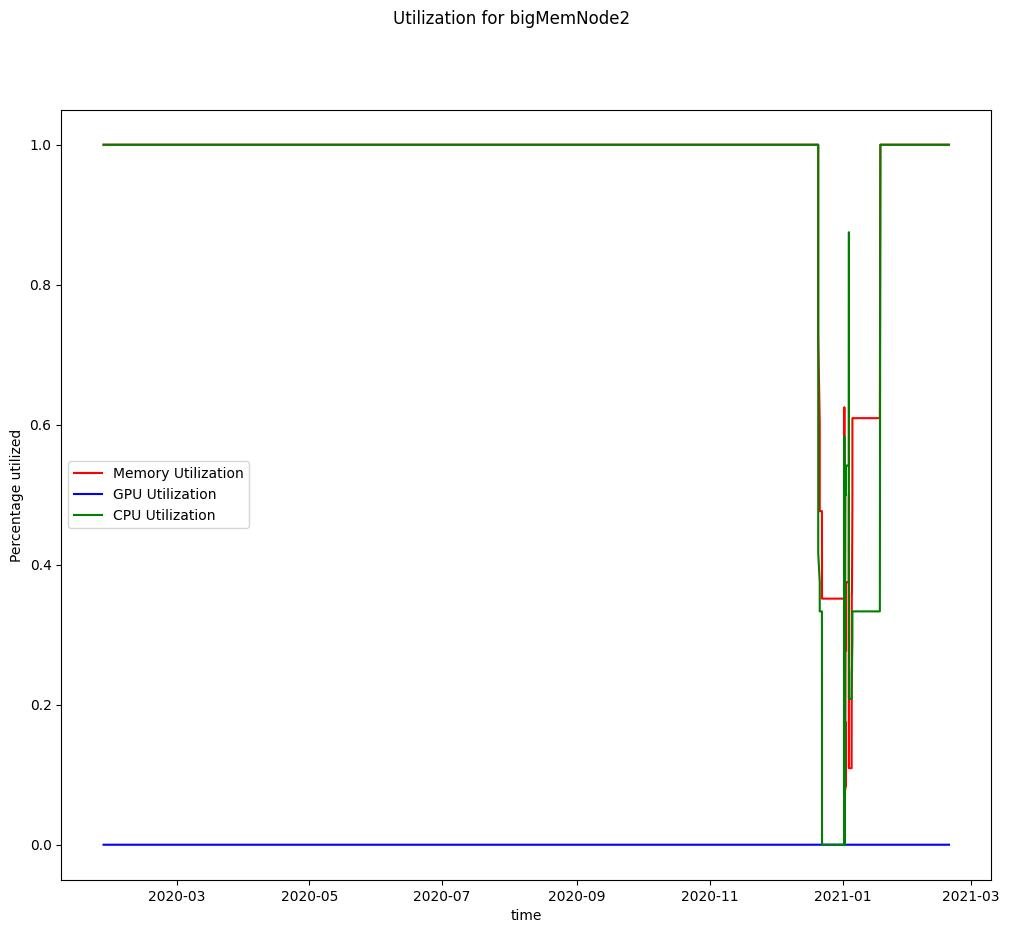 Utilization for bigMemNode2
1.0
0.8
0.6
0.4
0.2
0.0
Percentage utilized
Memory Utilization
GPU Utilization
CPU Utilization
2020-03 2020-05 2020-07 2020-09 2020-11 2021-01 2021-03
time